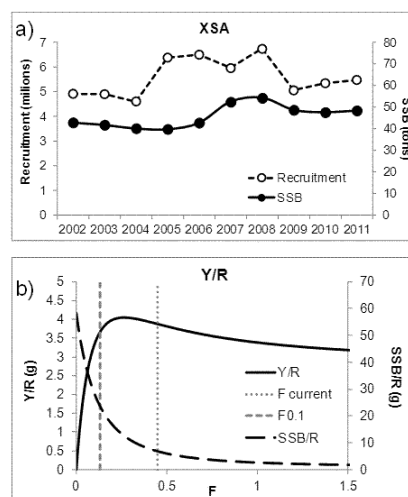 a)
XSA
Recruitment (milions)
7
6
5
4
3
2
1
0
80
70
60
50
40
30
20
10
0
SSB (tons)
Recruitment
SSB
2002 2003 2004 2005 2006 2007 2008 2009 2010 2011
b)
Y/R
Y/R (g)
5
4.5
4
3.5
3
2.5
2
1.5
1
0.5
0
70
60
50
40
30
20
10
0
SSB/R (g)
Y/R
F current
F0.1
SSB/R
0 0.5 1 1.5
F